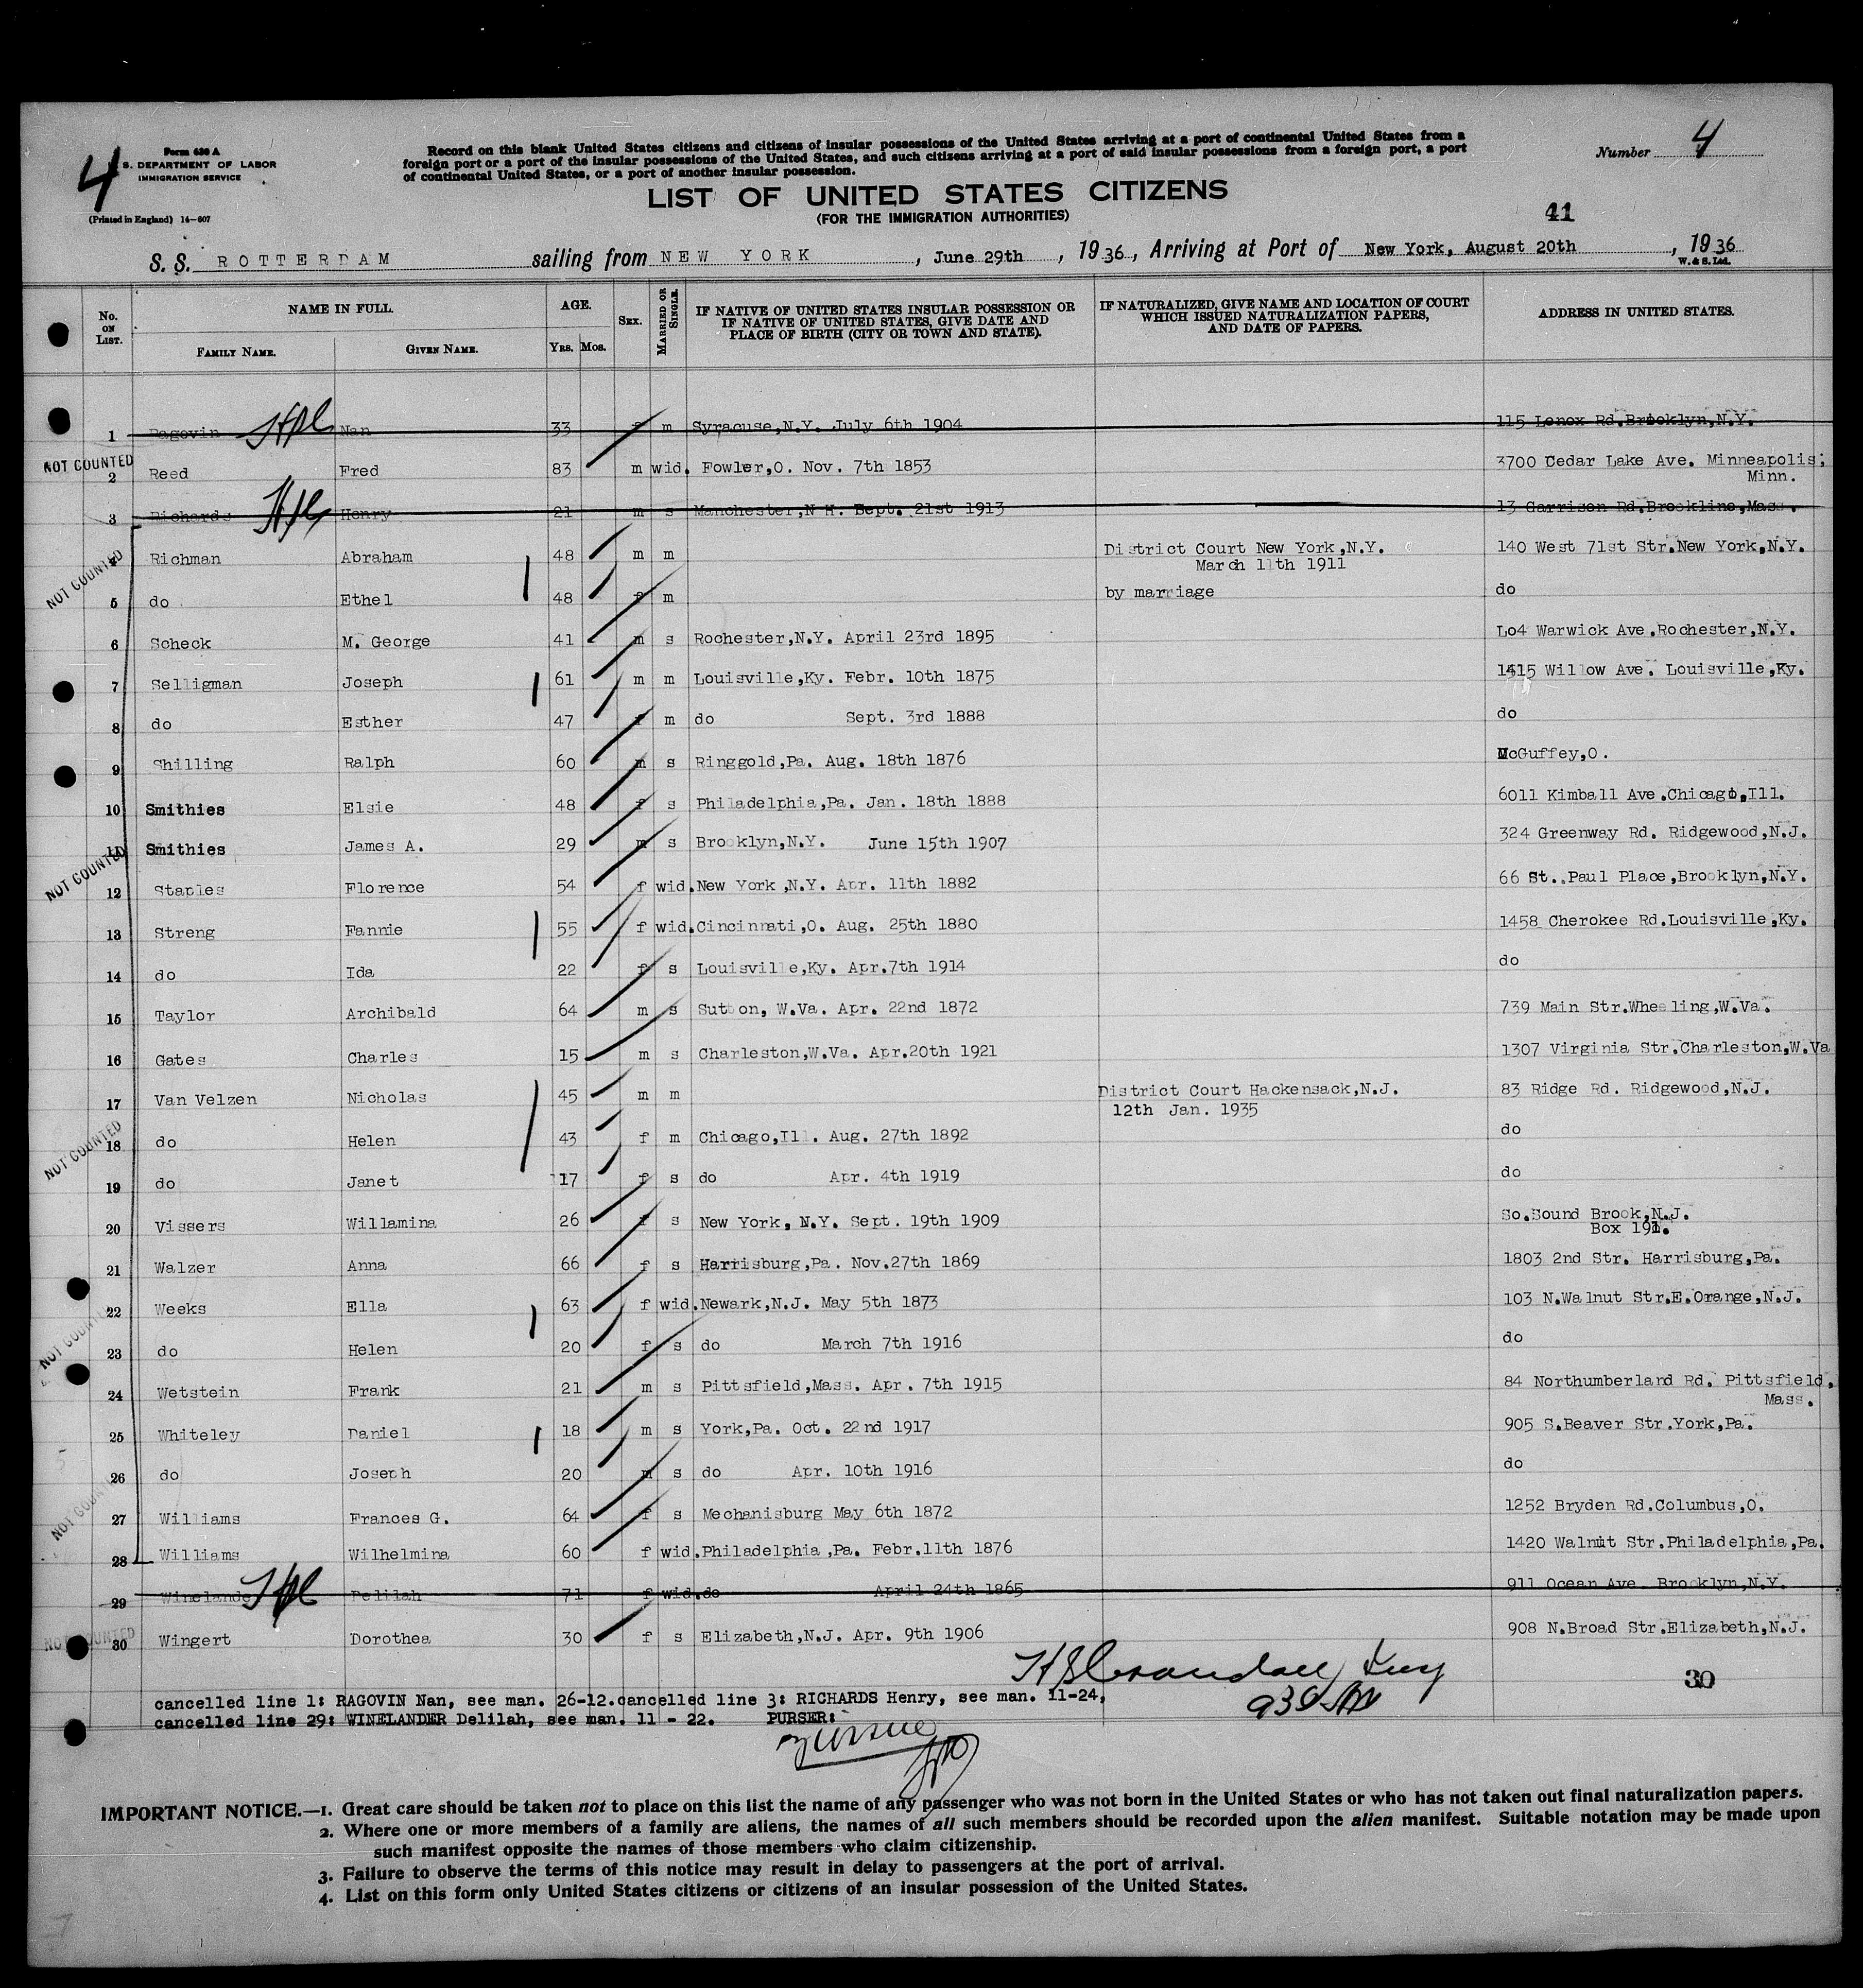 4
Form 630 A
U. S. DEPARTMENT OF LABOR
IMMIGRATION SERVICE
(Printed in England) 14-607
Record on this blank United States citizens and citizens of insular possessions of the United States arriving at a port of continental United States from a
foreign port or a port of the insular possessions of the United States, and such citizens arriving at a port of said insular possessions from a foreign port, a port
of continental United States, or a port of another insular possession.
Number 4
LIST OF UNITED STATES CITIZENS
(FOR THE IMMIGRATION AUTHORITIES)
41
S. S. ROTTERDAM sailing from NEW YORK, June 29th, 1936, Arriving at Port of New York, August 20th, 1936
W. & S. Ltd.
No. ON LIST. NAME IN FULL. FAMILY NAME. GIVEN NAME. AGE. YRS. MOS. SEX. MARRIED OR SINGLE. IF NATIVE OF UNITED STATES INSULAR POSSESSION OR IF NATIVE OF UNITED STATES, GIVE DATE AND PLACE OF BIRTH (CITY OR TOWN AND STATE). IF NATURALIZED, GIVE NAME AND LOCATION OF COURT WHICH ISSUED NATURALIZATION PAPERS, AND DATE OF PAPERS. ADDRESS IN UNITED STATES.
1 Ragovin Nan 33 f m Syracuse,N.Y. July 6th 1904 115 Lenox Rd.Brooklyn,N.Y.
NOT COUNTED
2 Reed Fred 83 m wid. Fowler,O. Nov. 7th 1853 3700 Cedar Lake Ave. Minneapolis,
Minn.
3 Richards Henry 21 m s Manchester,N H. Sept. 21st 1913 13 Garrison Rd.Brookline,Mass.
NOT COUNTED
4 Richman Abraham 48 m m District Court New York,N.Y. 140 West 71st Str.New York,N.Y.
March 11th 1911
5 do Ethel 48 f m by marriage do
6 Scheck M. George 41 m s Rochester,N.Y. April 23rd 1895 Lo4 Warwick Ave.Rochester,N.Y.
7 Selligman Joseph 61 m m Louisville,Ky. Febr. 10th 1875 1415 Willow Ave. Louisville,Ky.
8 do Esther 47 f m do Sept. 3rd 1888 do
9 Shilling Ralph 60 m s Ringgold,Pa. Aug. 18th 1876 McGuffey,O.
10 Smithies Elsie 48 f s Philadelphia,Pa. Jan. 18th 1888 6011 Kimball Ave.Chicago,Ill.
11 Smithies James A. 29 m s Brooklyn,N.Y. June 15th 1907 324 Greenway Rd. Ridgewood,N.J.
NOT COUNTED
12 Staples Florence 54 f wid. New York,N.Y. Apr. 11th 1882 66 St..Paul Place,Brooklyn,N.Y.
13 Streng Fannie 55 f wid. Cincinnati,O. Aug. 25th 1880 1458 Cherokee Rd.Louisville,Ky.
14 do Ida 22 f s Louisville,Ky. Apr.7th 1914 do
15 Taylor Archibald 64 m s Sutton, W.Va. Apr. 22nd 1872 739 Main Str.Wheeling,W.Va.
16 Gates Charles 15 m s Charleston,W.Va. Apr.20th 1921 1307 Virginia Str.Charleston,W.Va
17 Van Velzen Nicholas 45 m m District Court Hackensack,N.J. 83 Ridge Rd. Ridgewood,N.J.
12th Jan. 1935
NOT COUNTED
18 do Helen 43 f m Chicago,Ill. Aug. 27th 1892 do
19 do Janet 17 f s do Apr. 4th 1919 do
20 Vissers Willamina 26 f s New York, N.Y. Sept. 19th 1909 So.Bound Brook,N.J.
Box 191.
21 Walzer Anna 66 f s Harrisburg,Pa. Nov.27th 1869 1803 2nd Str. Harrisburg,Pa.
22 Weeks Ella 63 f wid. Newark,N.J. May 5th 1873 103 N.Walnut Str.E.Orange,N.J.
NOT COUNTED
23 do Helen 20 f s do March 7th 1916 do
24 Wetstein Frank 21 m s Pittsfield,Mass. Apr. 7th 1915 84 Northumberland Rd. Pittsfield,
Mass.
25 Whiteley Daniel 18 m s York,Pa. Oct. 22nd 1917 905 S.Beaver Str.York,Pa.
26 do Joseph 20 m s do Apr. 10th 1916 do
NOT COUNTED
27 Williams Frances G. 64 f s Mechanisburg May 6th 1872 1252 Bryden Rd.Columbus,O.
28 Williams Wilhelmina 60 f wid. Philadelphia,Pa. Febr.11th 1876 1420 Walnut Str.Philadelphia,Pa.
29 Winelander Delilah 71 f wid. do April 24th 1865 911 Ocean Ave. Brooklyn,N.Y.
NOT COUNTED
30 Wingert Dorothea 30 f s Elizabeth,N.J. Apr. 9th 1906 908 N.Broad Str.Elizabeth,N.J.
30
cancelled line 1: RAGOVIN Nan, see man. 26-12.cancelled line 3: RICHARDS Henry, see man. 11-24,
cancelled line 29: WINELANDER Delilah, see man. 11 - 22. PURSER:
IMPORTANT NOTICE.—1. Great care should be taken not to place on this list the name of any passenger who was not born in the United States or who has not taken out final naturalization papers.
2. Where one or more members of a family are aliens, the names of all such members should be recorded upon the alien manifest. Suitable notation may be made upon
such manifest opposite the names of those members who claim citizenship.
3. Failure to observe the terms of this notice may result in delay to passengers at the port of arrival.
4. List on this form only United States citizens or citizens of an insular possession of the United States.